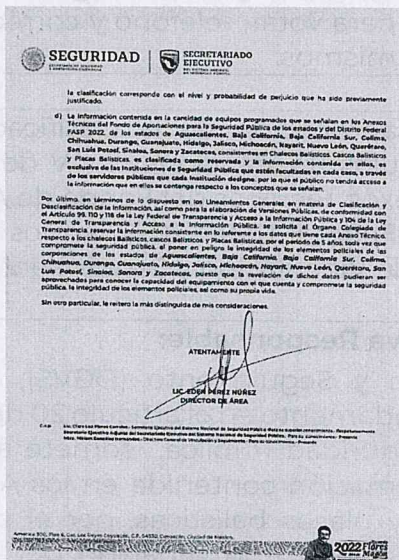 SEGURIDAD
SECRETARIADO
EJECUTIVO
la clasificación corresponde con el nivel y probabilidad de perjuicio que ha sido previamente
justificado.
d) La información contenida en la cantidad de equipos programados que se señalan en los Anexos
Técnicos del Fondo de Aportaciones para la Seguridad Pública de los estados y del Distrito Federal
FASP 2022, de los estados de Aguascalientes, Baja California, Baja California Sur, Colima,
Chihuahua, Durango, Guanajuato, Hidalgo, Jalisco, Michoacán, Nayarit, Nuevo León, Querétaro,
San Luis Potosí, Sinaloa, Sonora y Zacatecas, consistentes en Chalecos Balísticos, Cascos Balísticos
y Placas Balísticas, es clasificada como reservada y la información contenida en ellas, es
exclusiva de las Instituciones de Seguridad Pública que estén facultadas en cada caso, a través
de los servidores públicos que cada Institución designe, por lo que el público no tendrá acceso a
la información que en ellas se contenga respecto a los conceptos que se señalan.
Por último, en términos de lo dispuesto en los Lineamientos Generales en materia de Clasificación y
Desclasificación de la Información, así como para la elaboración de Versiones Públicas, de conformidad con
el Artículo 99, 110 y 118 de la Ley Federal de Transparencia y Acceso a la Información Pública y 106 de la Ley
General de Transparencia y Acceso a la Información Pública, se solicita al Órgano Colegiado de
Transparencia, reservar la información consistente en lo referente a los datos que tiene cada Anexo Técnico,
respecto a los chalecos Balísticos, cascos Balísticos y Placas Balísticas, por el periodo de 5 años, toda vez que
compromete la seguridad pública, al poner en peligro la integridad de los elementos policiales de las
corporaciones de los estados de Aguascalientes, Baja California, Baja California Sur, Colima,
Chihuahua, Durango, Guanajuato, Hidalgo, Jalisco, Michoacán, Nayarit, Nuevo León, Querétaro, San
Luis Potosí, Sinaloa, Sonora y Zacatecas, puesto que la revelación de dichos datos pudieran ser
aprovechados para conocer la capacidad del equipamiento con el que cuenta y compromete la seguridad
pública, la integridad de los elementos policiales, así como su propia vida.
Sin otro particular, le reitero la más distinguida de mis consideraciones.
ATENTAMENTE
LIC. EDEN PÉREZ NÚÑEZ
DIRECTOR DE ÁREA
2022 Flores
Magón